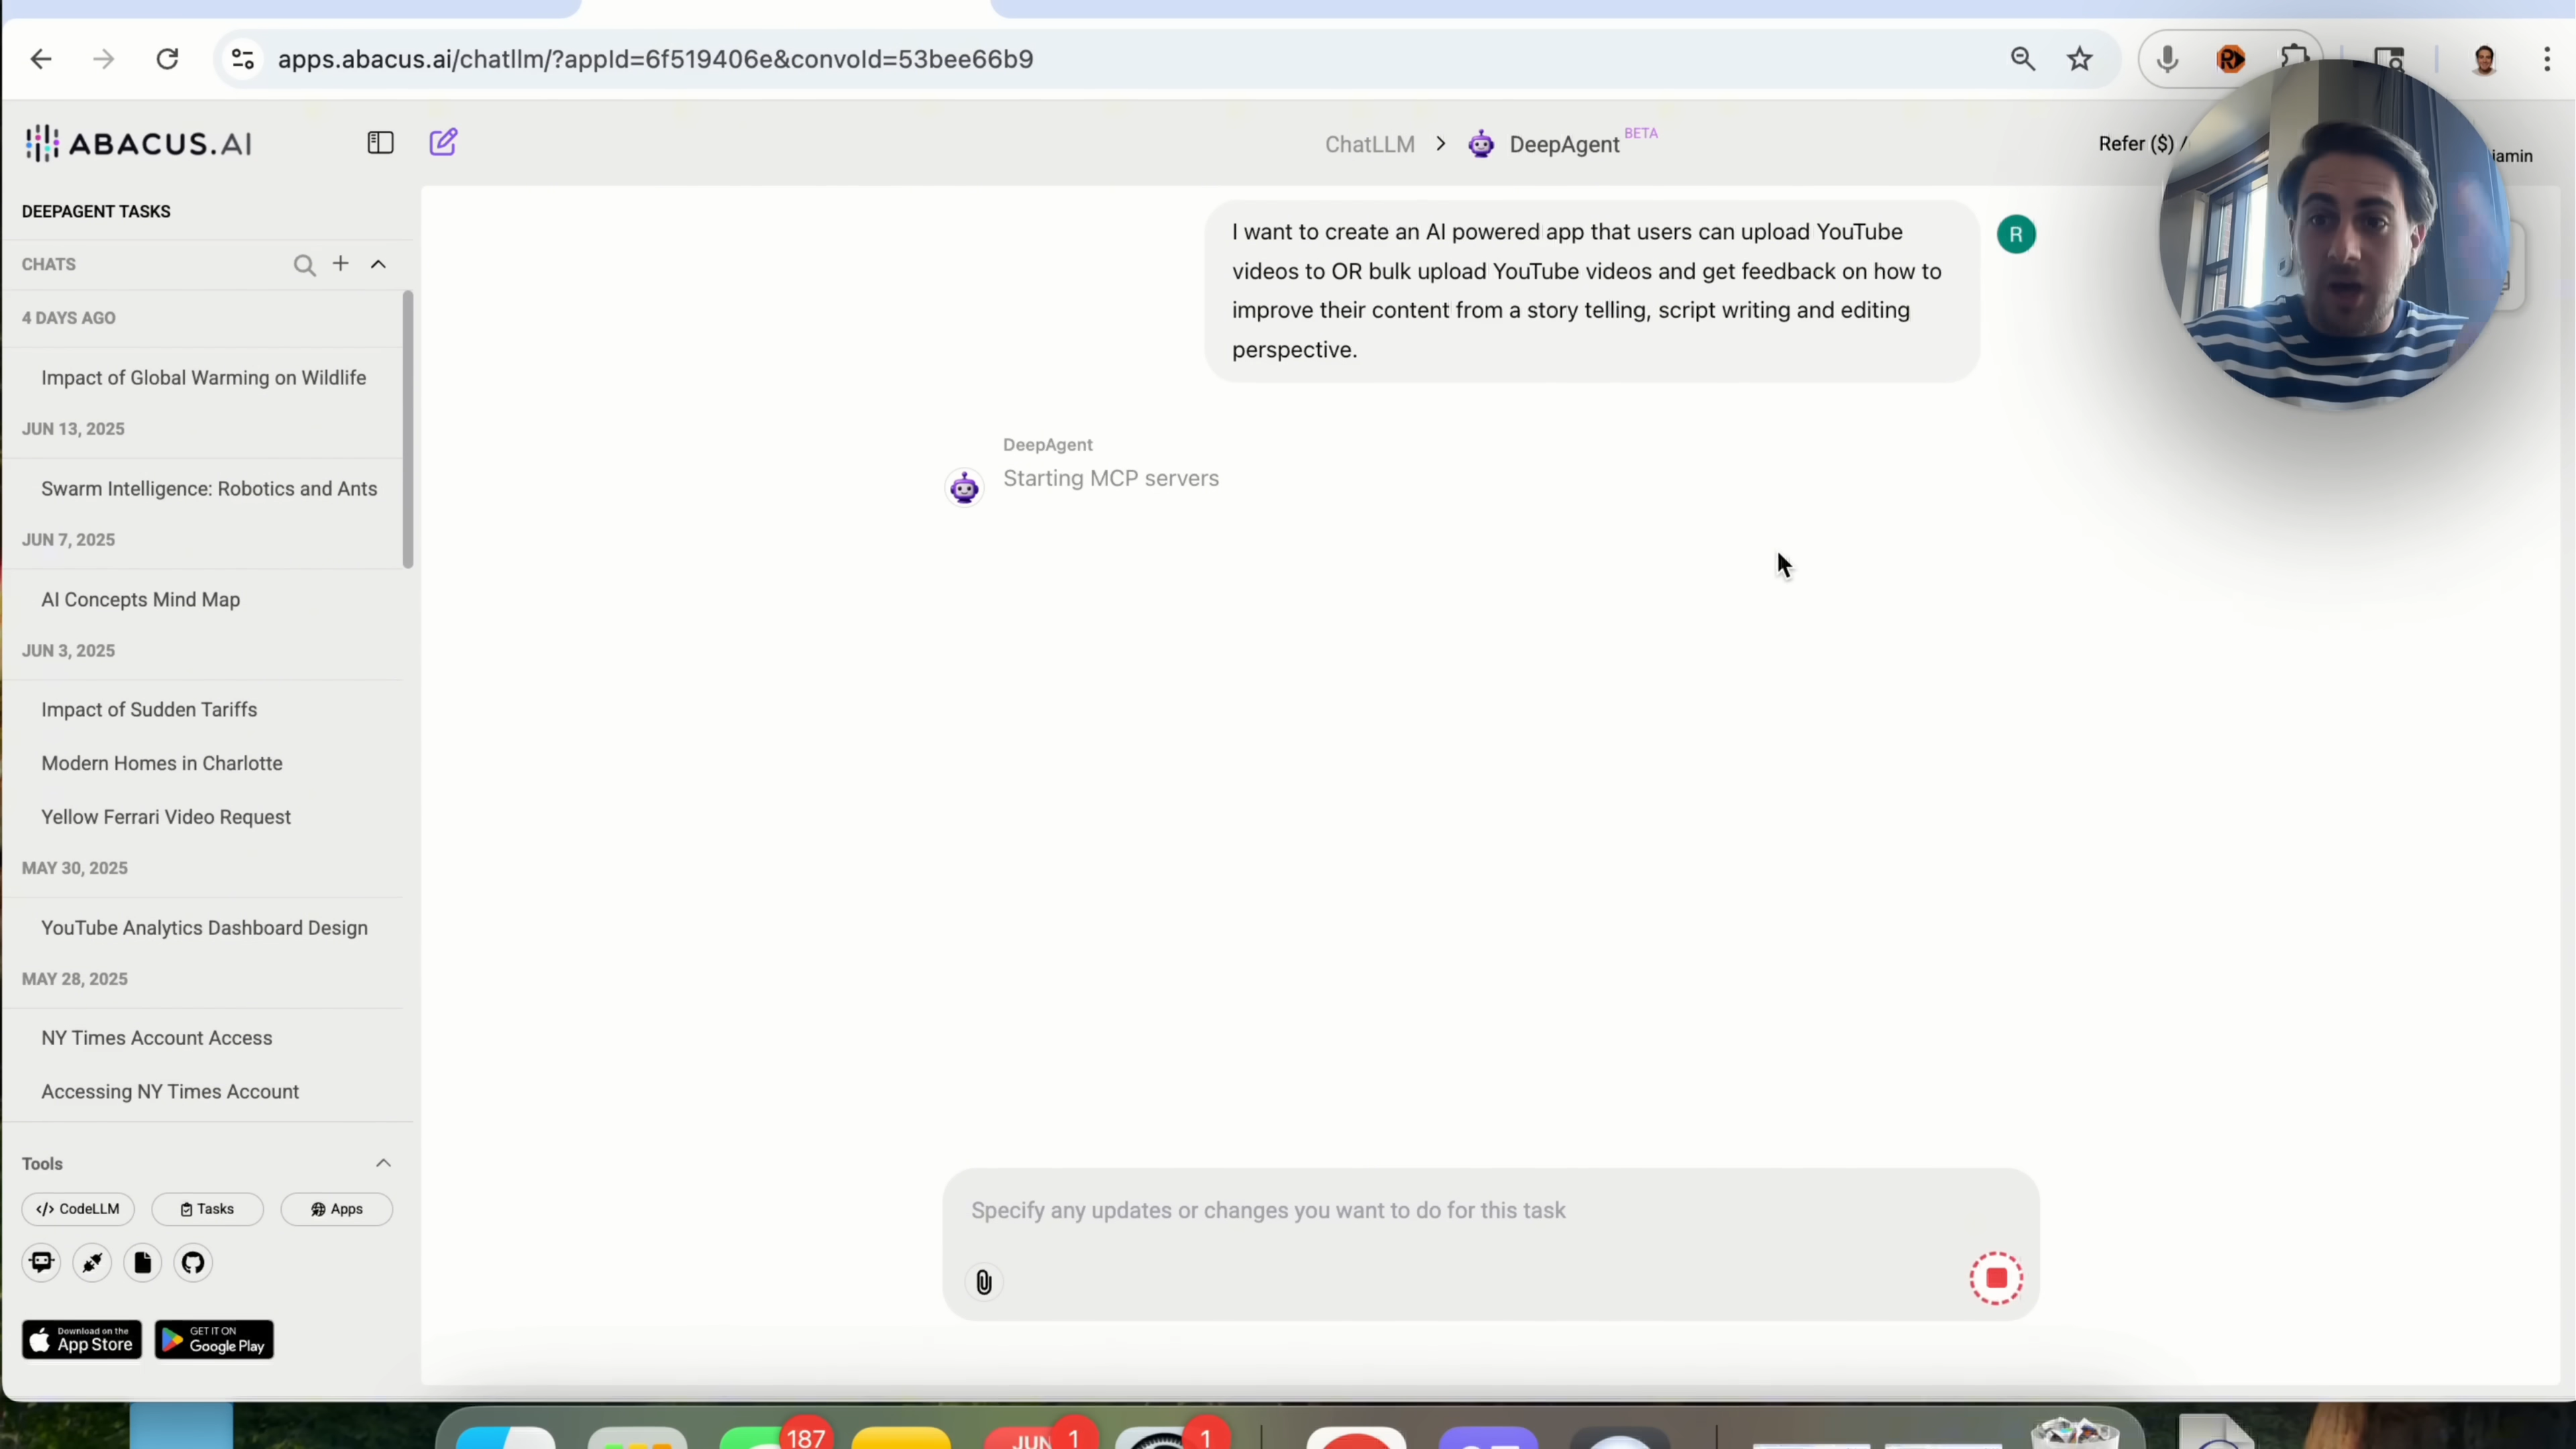 apps.abacus.ai/chatllm/?appId=6f519406e&convoId=53bee66b9
ABACUS.AI
ChatLLM > DeepAgent BETA
Refer ($)
iamin
DEEPAGENT TASKS
CHATS
4 DAYS AGO
Impact of Global Warming on Wildlife
JUN 13, 2025
Swarm Intelligence: Robotics and Ants
JUN 7, 2025
AI Concepts Mind Map
JUN 3, 2025
Impact of Sudden Tariffs
Modern Homes in Charlotte
Yellow Ferrari Video Request
MAY 30, 2025
YouTube Analytics Dashboard Design
MAY 28, 2025
NY Times Account Access
Accessing NY Times Account
Tools
</> CodeLLM
Tasks
Apps
Download on the
App Store
GET IT ON
Google Play
I want to create an AI powered app that users can upload YouTube
videos to OR bulk upload YouTube videos and get feedback on how to
improve their content from a story telling, script writing and editing
perspective.
R
DeepAgent
Starting MCP servers
Specify any updates or changes you want to do for this task
187
JUN
1
1